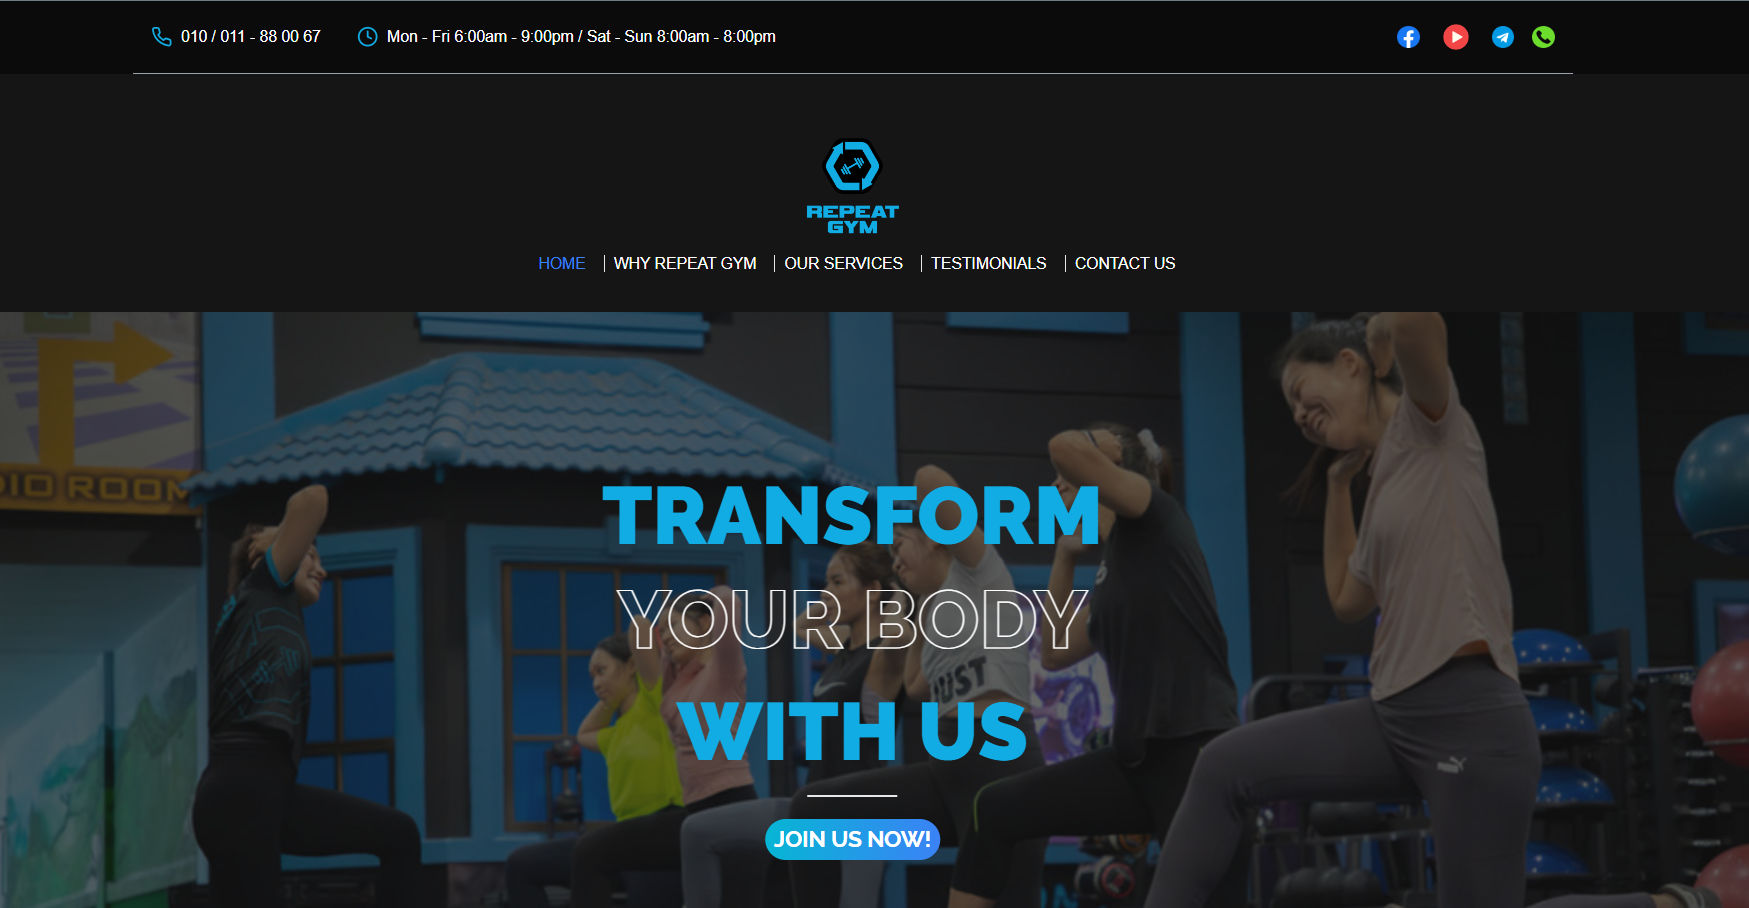 010 / 011 - 88 00 67
Mon - Fri 6:00am - 9:00pm / Sat - Sun 8:00am - 8:00pm
REPEAT
GYM
HOME
WHY REPEAT GYM
OUR SERVICES
TESTIMONIALS
CONTACT US
DIO ROOM
TRANSFORM
YOUR BODY
WITH US
JUST
PUMA
JOIN US NOW!